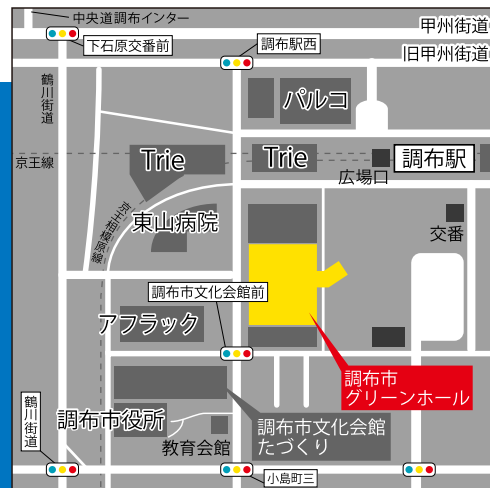 中央道調布インター
甲州街道
下石原交番前
調布駅西
旧甲州街道
鶴川街道
パルコ
京王線
Trie
Trie
調布駅
広場口
京王相模原線
東山病院
交番
調布市文化会館前
アフラック
調布市
グリーンホール
鶴川街道
調布市役所
調布市文化会館
たづくり
教育会館
小島町三